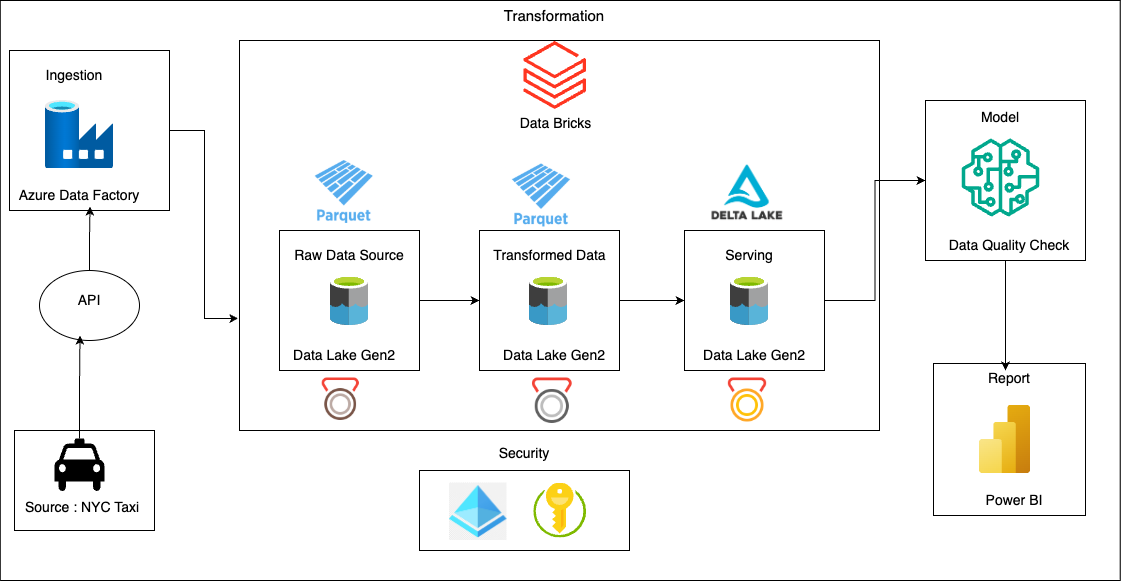 Transformation
Ingestion
Azure Data Factory
API
Source : NYC Taxi
Data Bricks
Parquet
Parquet
DELTA LAKE
Raw Data Source
Transformed Data
Serving
Data Lake Gen2
Data Lake Gen2
Data Lake Gen2
Security
Model
Data Quality Check
Report
Power BI